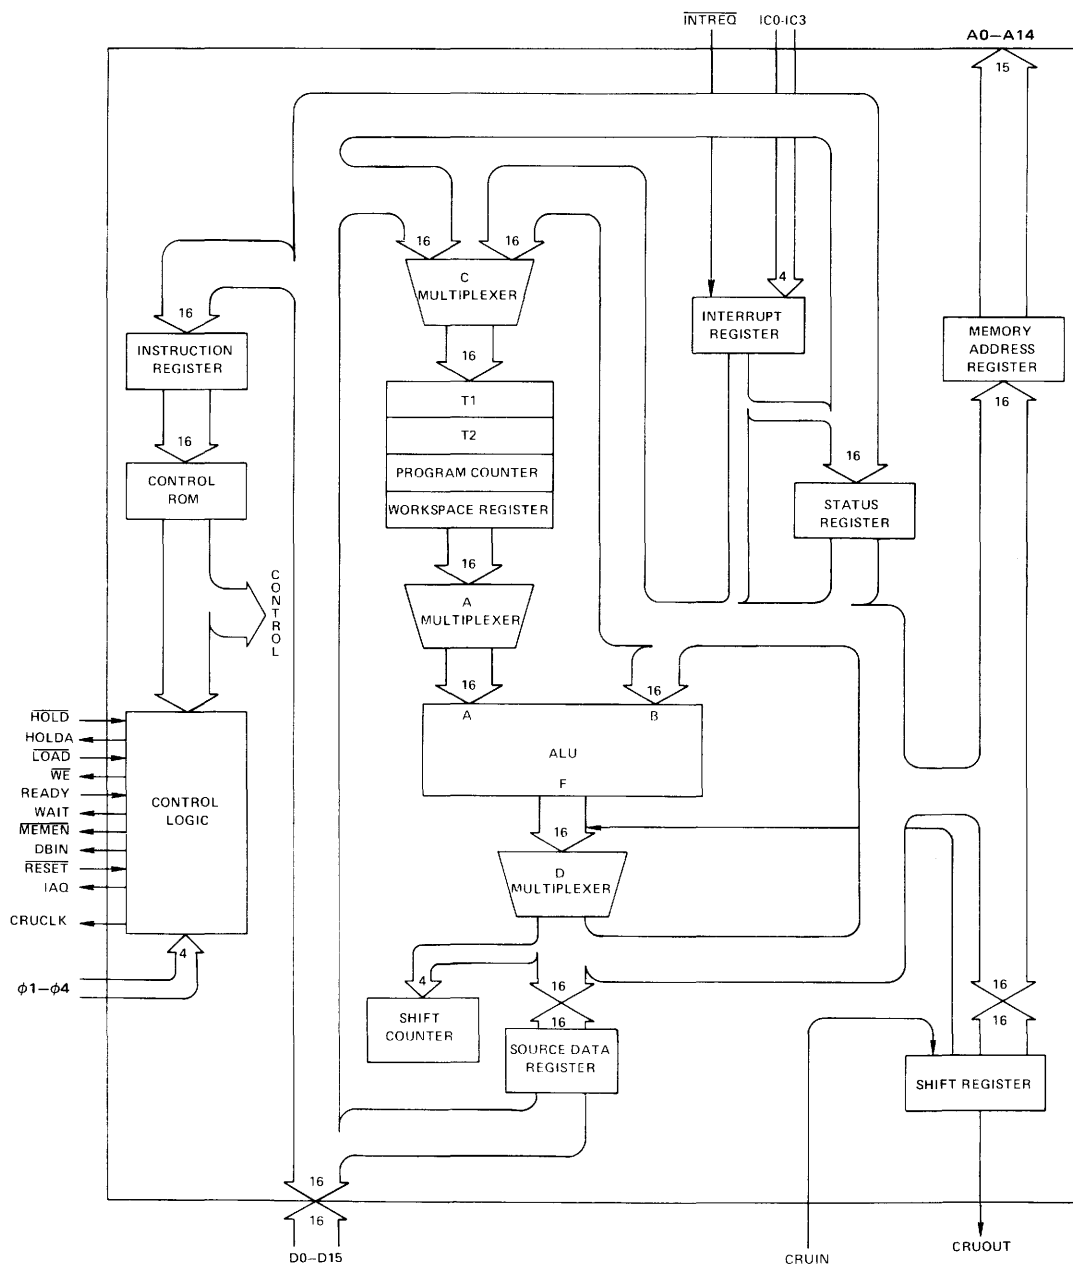 INTREQ
IC0-IC3
A0–A14
15
16
16
4
C
MULTIPLEXER
INTERRUPT
REGISTER
MEMORY
ADDRESS
REGISTER
16
INSTRUCTION
REGISTER
16
16
T1
T2
PROGRAM COUNTER
WORKSPACE REGISTER
16
CONTROL
ROM
16
STATUS
REGISTER
16
CONTROL
A
MULTIPLEXER
16
16
A
B
ALU
F
HOLD
HOLDA
LOAD
WE
READY
WAIT
MEMEN
DBIN
RESET
IAQ
CRUCLK
CONTROL
LOGIC
4
ϕ1–ϕ4
16
D
MULTIPLEXER
4
SHIFT
COUNTER
16
16
SOURCE DATA
REGISTER
16
16
SHIFT REGISTER
16
16
D0–D15
CRUIN
CRUOUT